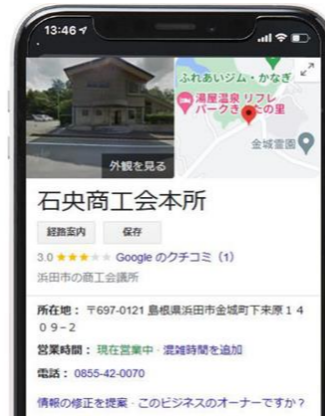 13:46
ふれあいジム・かなぎ
湯屋温泉 リフレ
パークき
たの里
金城霊園
外観を見る
石央商工会本所
経路案内 保存
3.0 ★★★★★ Google のクチコミ（1）
浜田市の商工会議所
所在地： 〒697-0121 島根県浜田市金城町下来原１４
０９−２
営業時間： 現在営業中 · 混雑時間を追加
電話： 0855-42-0070
情報の修正を提案 · このビジネスのオーナーですか？